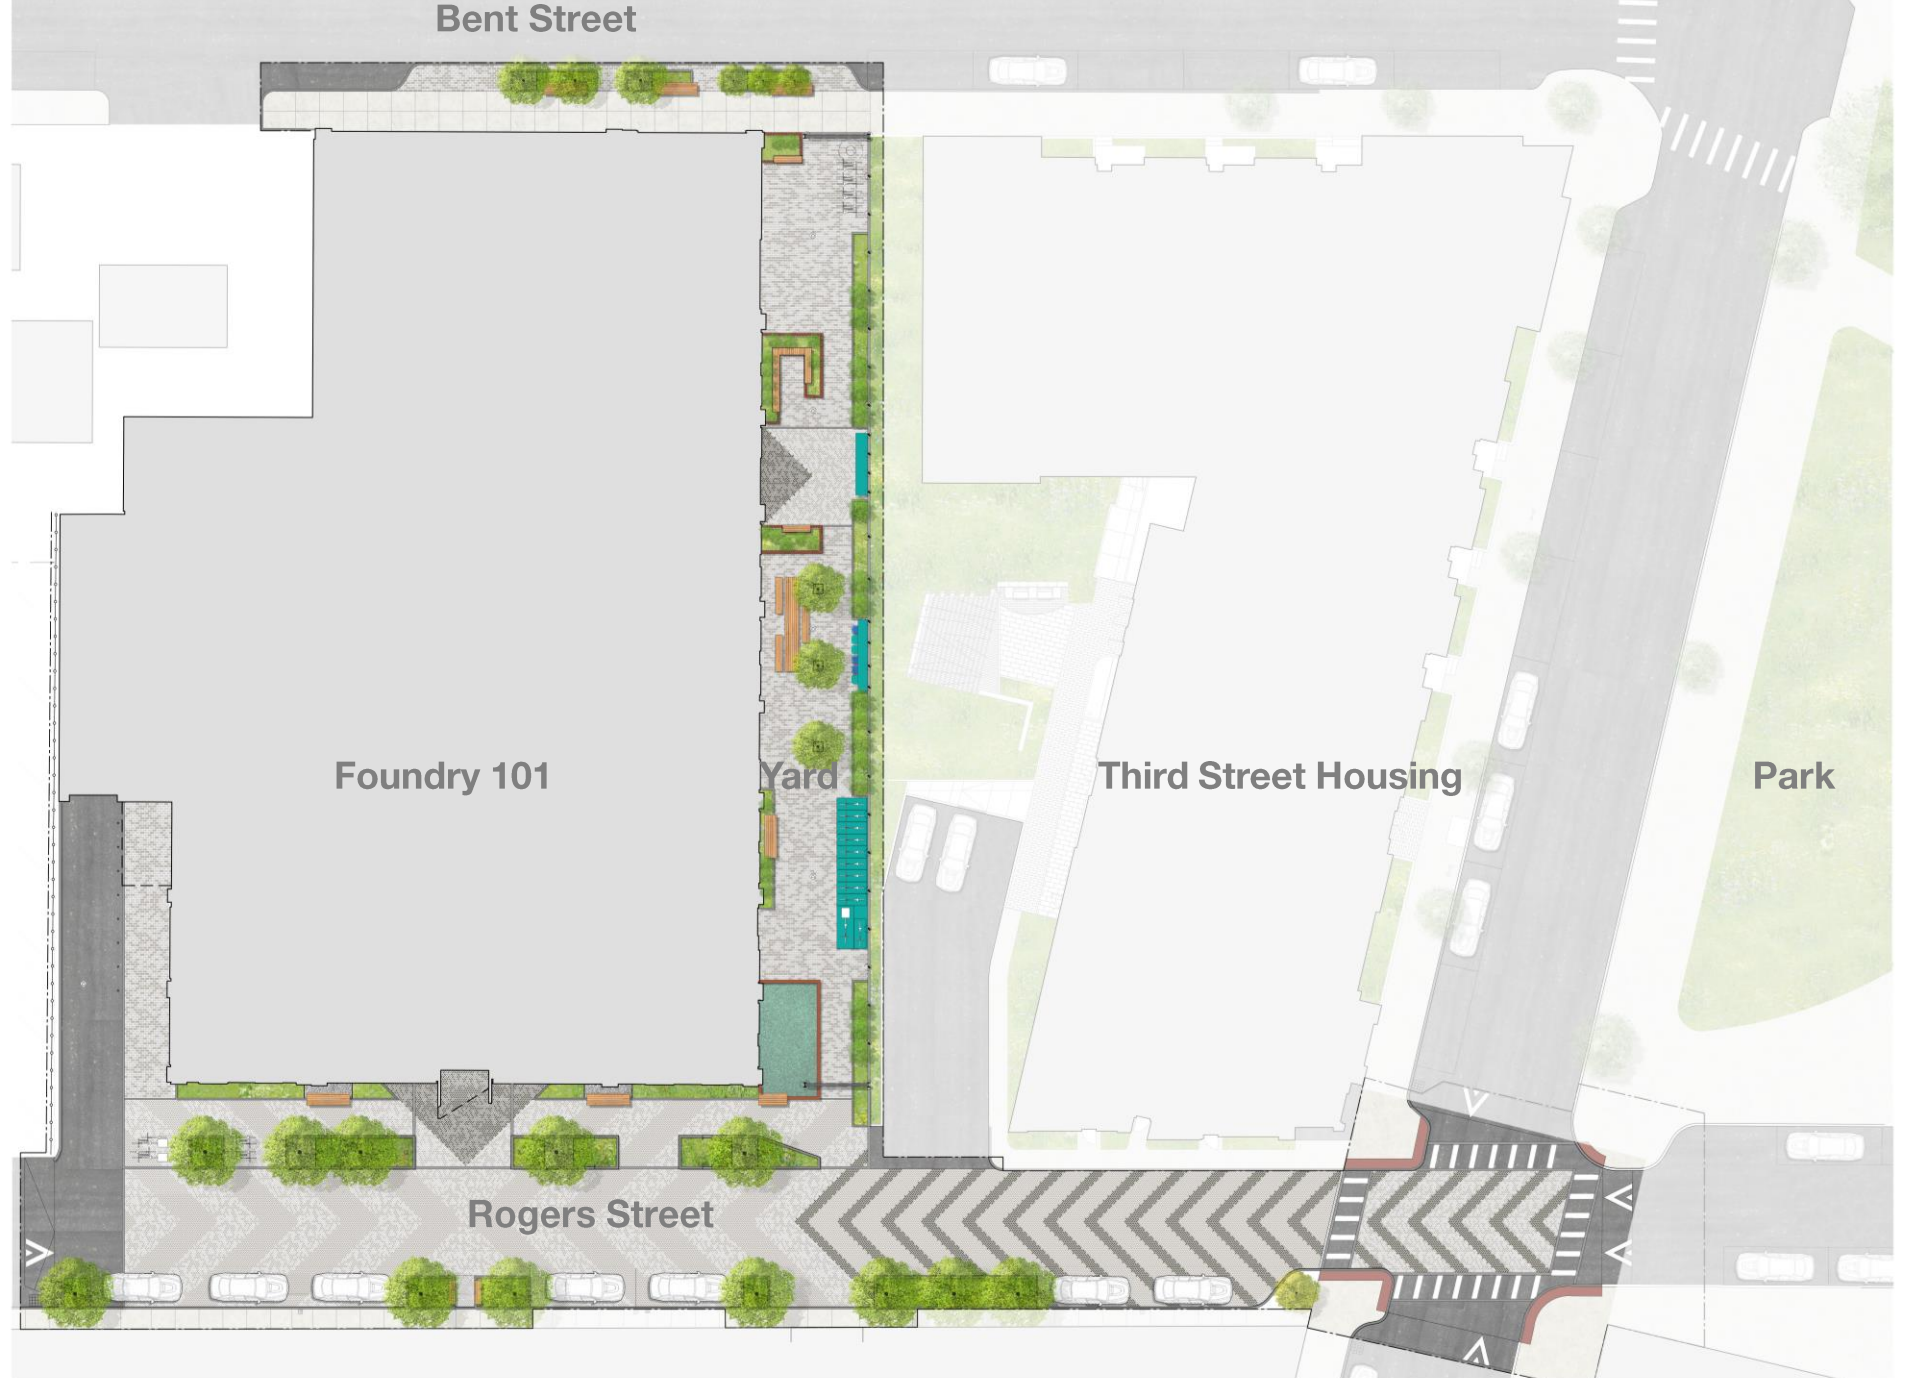 Bent Street
Foundry 101
Yard
Third Street Housing
Park
Rogers Street